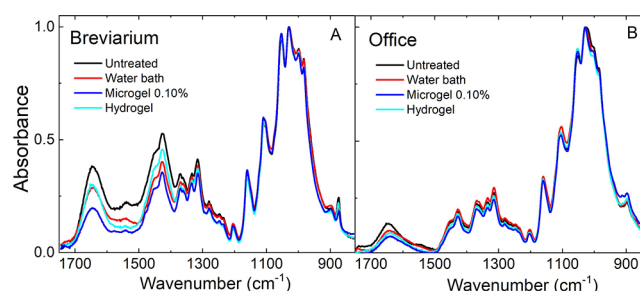 Breviarium
A
Untreated
Water bath
Microgel 0.10%
Hydrogel
Absorbance
1.0
0.5
0.0
1700
1500
1300
1100
900
Wavenumber (cm⁻¹)
Office
B
Untreated
Water bath
Microgel 0.10%
Hydrogel
1700
1500
1300
1100
900
Wavenumber (cm⁻¹)